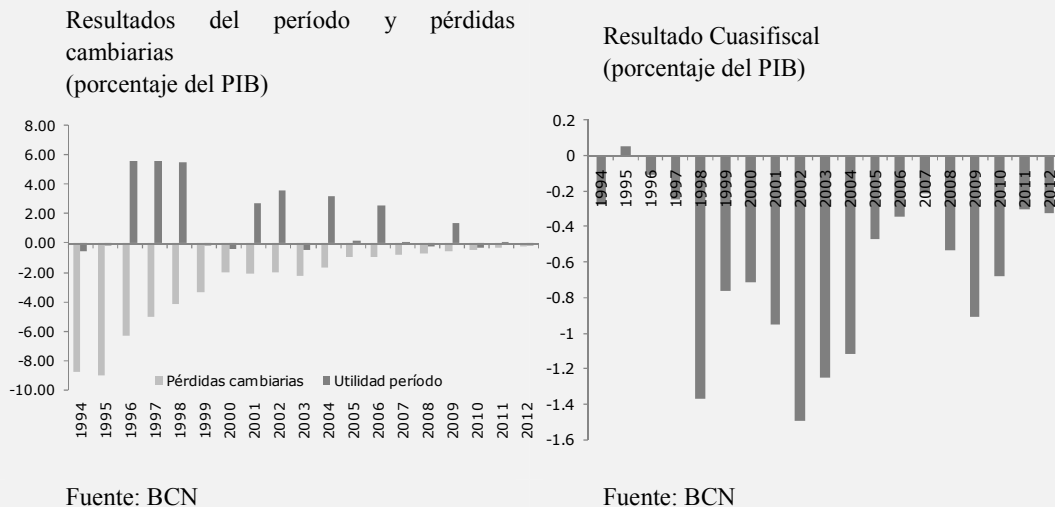 Resultados del período y pérdidas
cambiarias
(porcentaje del PIB)
8.00
6.00
4.00
2.00
0.00
-2.00
-4.00
-6.00
-8.00
-10.00
Pérdidas cambiarias Utilidad período
1994 1995 1996 1997 1998 1999 2000 2001 2002 2003 2004 2005 2006 2007 2008 2009 2010 2011 2012
Fuente: BCN
Resultado Cuasifiscal
(porcentaje del PIB)
0.2
0
-0.2
-0.4
-0.6
-0.8
-1
-1.2
-1.4
-1.6
1994 1995 1996 1997 1998 1999 2000 2001 2002 2003 2004 2005 2006 2007 2008 2009 2010 2011 2012
Fuente: BCN